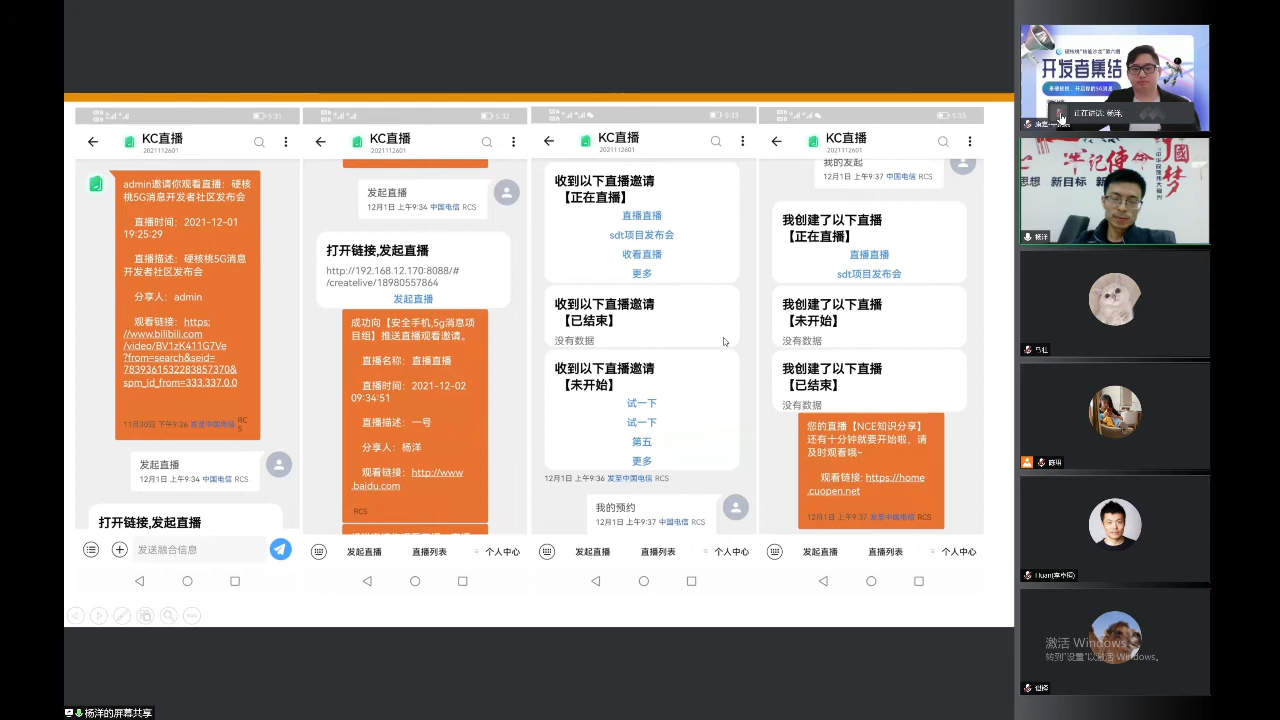 5:31
KC直播
2021112601
admin邀请你观看直播：硬核
桃5G消息开发者社区发布会
直播时间：2021-12-01
19:25:29
直播描述：硬核桃5G消息
开发者社区发布会
分享人：admin
观看链接：https:
//www.bilibili.com
/video/BV1zK411G7Ve
?from=search&seid=
7839361532283857370&
spm_id_from=333.337.0.0
11月30日 下午9:26 发至中国电信 RC
S
发起直播
12月1日 上午9:34 中国电信 RCS
打开链接,发起直播
发送融合信息
5:32
KC直播
2021112601
发起直播
12月1日 上午9:34 中国电信 RCS
打开链接,发起直播
http://192.168.12.170:8088/#
/createlive/18980557864
发起直播
成功向【安全手机,5g消息项
目组】推送直播观看邀请。
直播名称：直播直播
直播时间：2021-12-02
09:34:51
直播描述：一号
分享人：杨洋
观看链接：http://www
.baidu.com
RCS
发起直播
直播列表
个人中心
5:33
KC直播
2021112601
收到以下直播邀请
【正在直播】
直播直播
sdt项目发布会
收看直播
更多
收到以下直播邀请
【已结束】
没有数据
收到以下直播邀请
【未开始】
试一下
试一下
第五
更多
12月1日 上午9:36 发至中国电信 RCS
我的预约
12月1日 上午9:37 中国电信 RCS
发起直播
直播列表
个人中心
5:33
KC直播
2021112601
我的发起
12月1日 上午9:37 中国电信 RCS
我创建了以下直播
【正在直播】
直播直播
sdt项目发布会
我创建了以下直播
【未开始】
没有数据
我创建了以下直播
【已结束】
没有数据
您的直播【NCE知识分享】
还有十分钟就要开始啦，请
及时观看哦~
观看链接: https://home
.cuopen.net
12月1日 上午9:37 发至中国电信 RCS
发起直播
直播列表
个人中心
杨洋的屏幕共享
开发者集结
正在讲话: 杨洋;
思想 新目标
杨洋
激活 Windows
转到"设置"以激活 Windows。